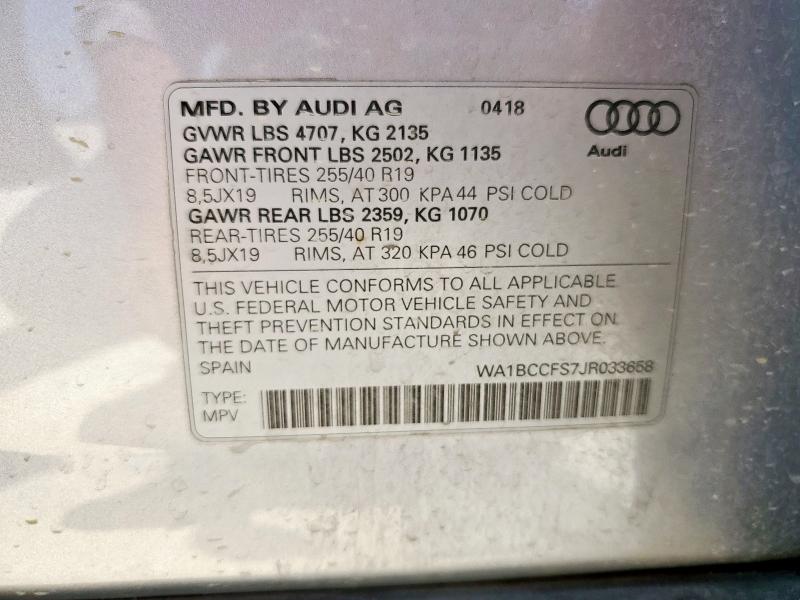 MFD. BY AUDI AG 0418
GVWR LBS 4707, KG 2135
GAWR FRONT LBS 2502, KG 1135
FRONT-TIRES 255/40 R19
8,5JX19 RIMS, AT 300 KPA 44 PSI COLD
GAWR REAR LBS 2359, KG 1070
REAR-TIRES 255/40 R19
8,5JX19 RIMS, AT 320 KPA 46 PSI COLD
Audi
THIS VEHICLE CONFORMS TO ALL APPLICABLE
U.S. FEDERAL MOTOR VEHICLE SAFETY AND
THEFT PREVENTION STANDARDS IN EFFECT ON
THE DATE OF MANUFACTURE SHOWN ABOVE.
SPAIN WA1BCCFS7JR033658
TYPE:
MPV